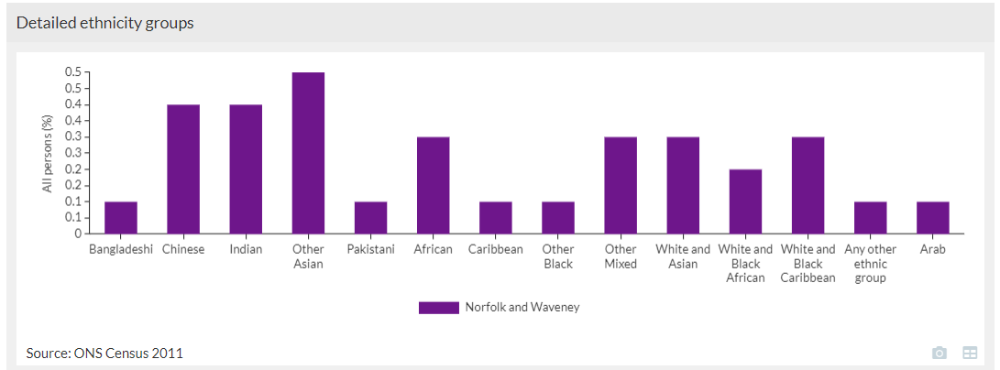 Detailed ethnicity groups
0.5
0.5
0.4
0.4
0.3
0.3
0.2
0.2
0.1
0.1
0
All persons (%)
Bangladeshi
Chinese
Indian
Other
Asian
Pakistani
African
Caribbean
Other
Black
Other
Mixed
White and
Asian
White and
Black
African
White and
Black
Caribbean
Any other
ethnic
group
Arab
Norfolk and Waveney
Source: ONS Census 2011